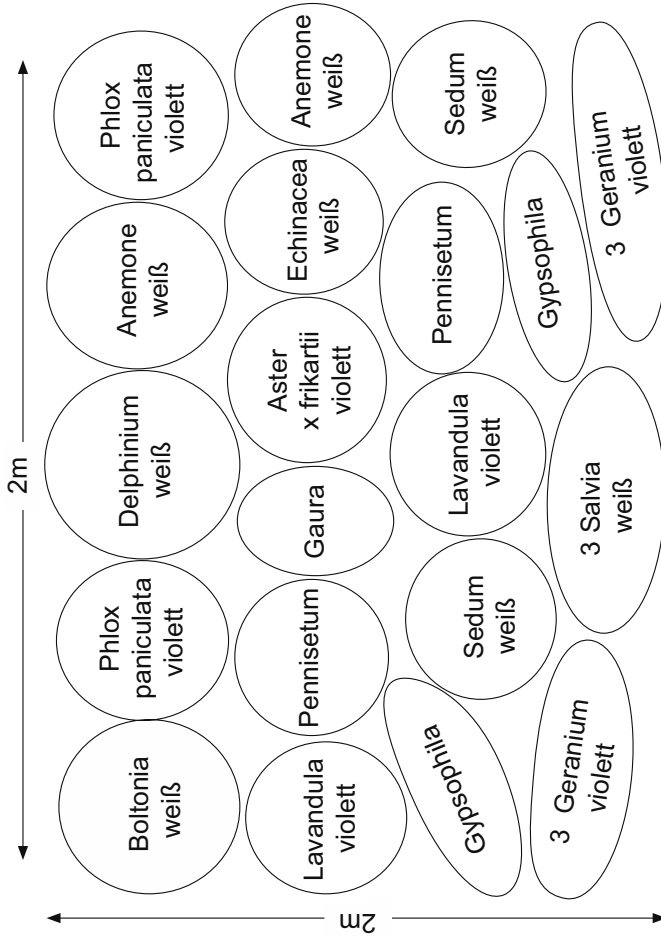 2m
2m
Boltonia
weiß
Phlox
paniculata
violett
Delphinium
weiß
Anemone
weiß
Phlox
paniculata
violett
Lavandula
violett
Pennisetum
Gaura
Aster
x frikartii
violett
Echinacea
weiß
Anemone
weiß
Gypsophila
Sedum
weiß
Lavandula
violett
Pennisetum
Sedum
weiß
3 Geranium
violett
3 Salvia
weiß
Gypsophila
3 Geranium
violett